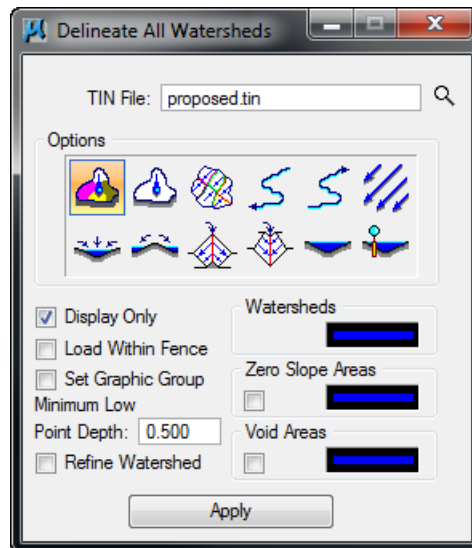 Delineate All Watersheds
TIN File: proposed.tin
Options
Display Only
Load Within Fence
Set Graphic Group
Minimum Low
Point Depth: 0.500
Refine Watershed
Watersheds
Zero Slope Areas
Void Areas
Apply